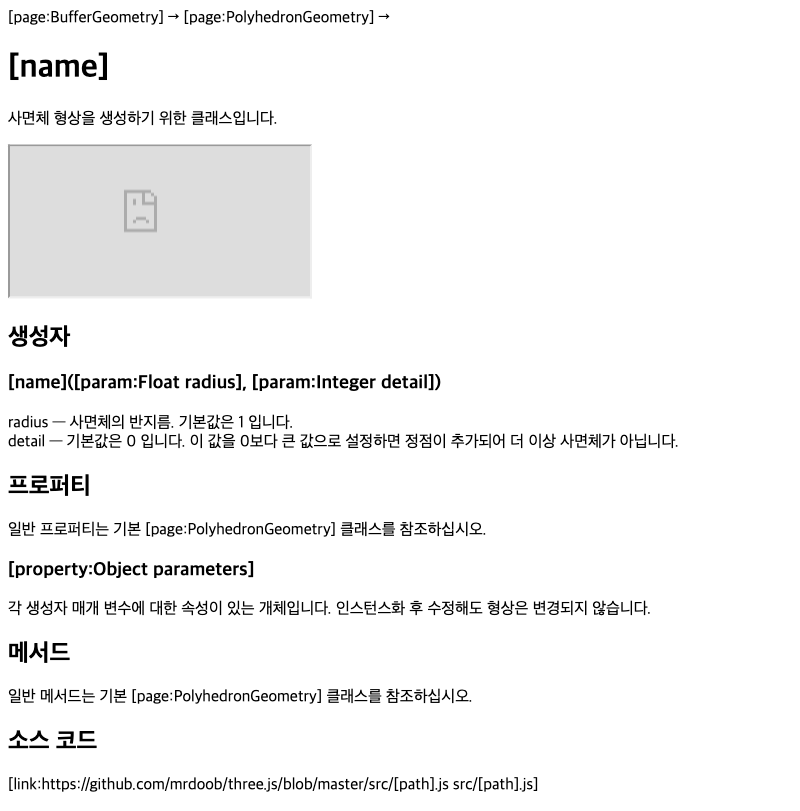 [page:BufferGeometry] → [page:PolyhedronGeometry] →
[name]
사면체 형상을 생성하기 위한 클래스입니다.
생성자
[name]([param:Float radius], [param:Integer detail])
radius — 사면체의 반지름. 기본값은 1 입니다.
detail — 기본값은 0 입니다. 이 값을 0보다 큰 값으로 설정하면 정점이 추가되어 더 이상 사면체가 아닙니다.
프로퍼티
일반 프로퍼티는 기본 [page:PolyhedronGeometry] 클래스를 참조하십시오.
[property:Object parameters]
각 생성자 매개 변수에 대한 속성이 있는 개체입니다. 인스턴스화 후 수정해도 형상은 변경되지 않습니다.
메서드
일반 메서드는 기본 [page:PolyhedronGeometry] 클래스를 참조하십시오.
소스 코드
[link:https://github.com/mrdoob/three.js/blob/master/src/[path].js src/[path].js]